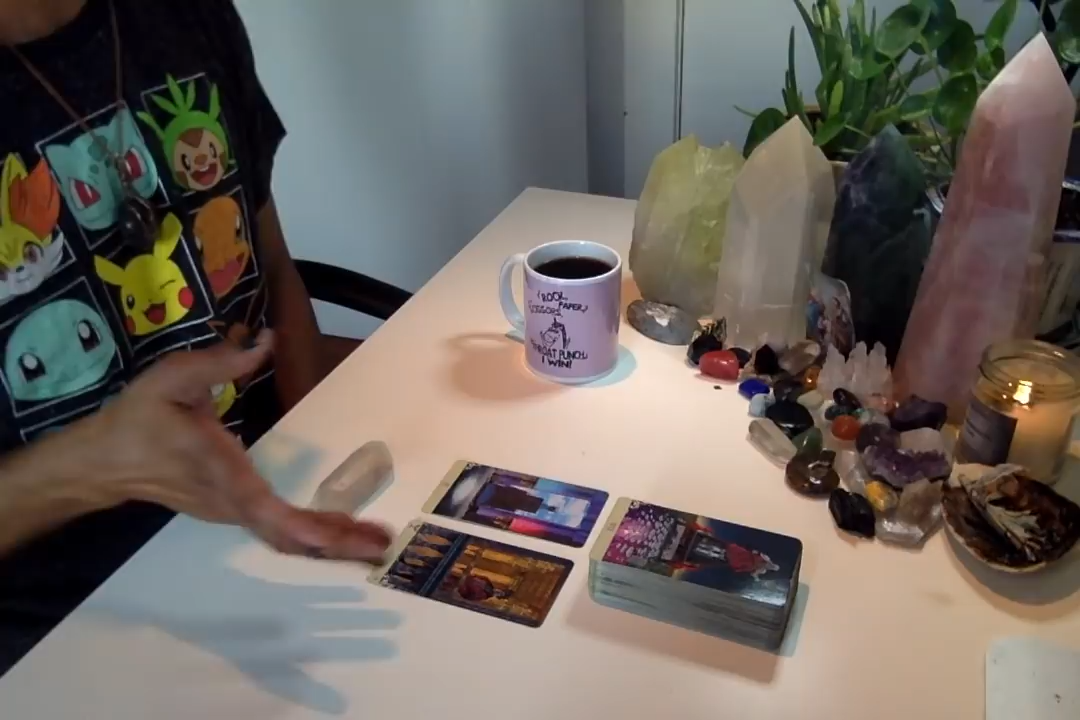 ROCK,
PAPER,
SCISSORS,
THROAT PUNCH,
I WIN!